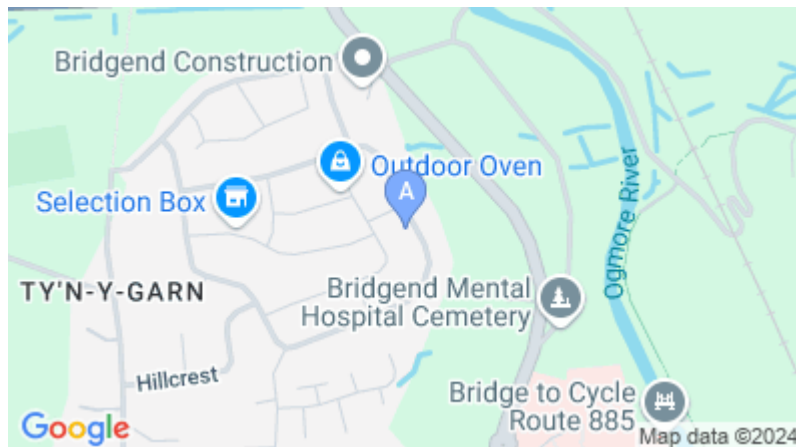 Bridgend Construction
Outdoor Oven
A
Selection Box
Ogmore River
TY'N-Y-GARN
Bridgend Mental
Hospital Cemetery
Hillcrest
Bridge to Cycle
Route 885
Google
Map data ©2024